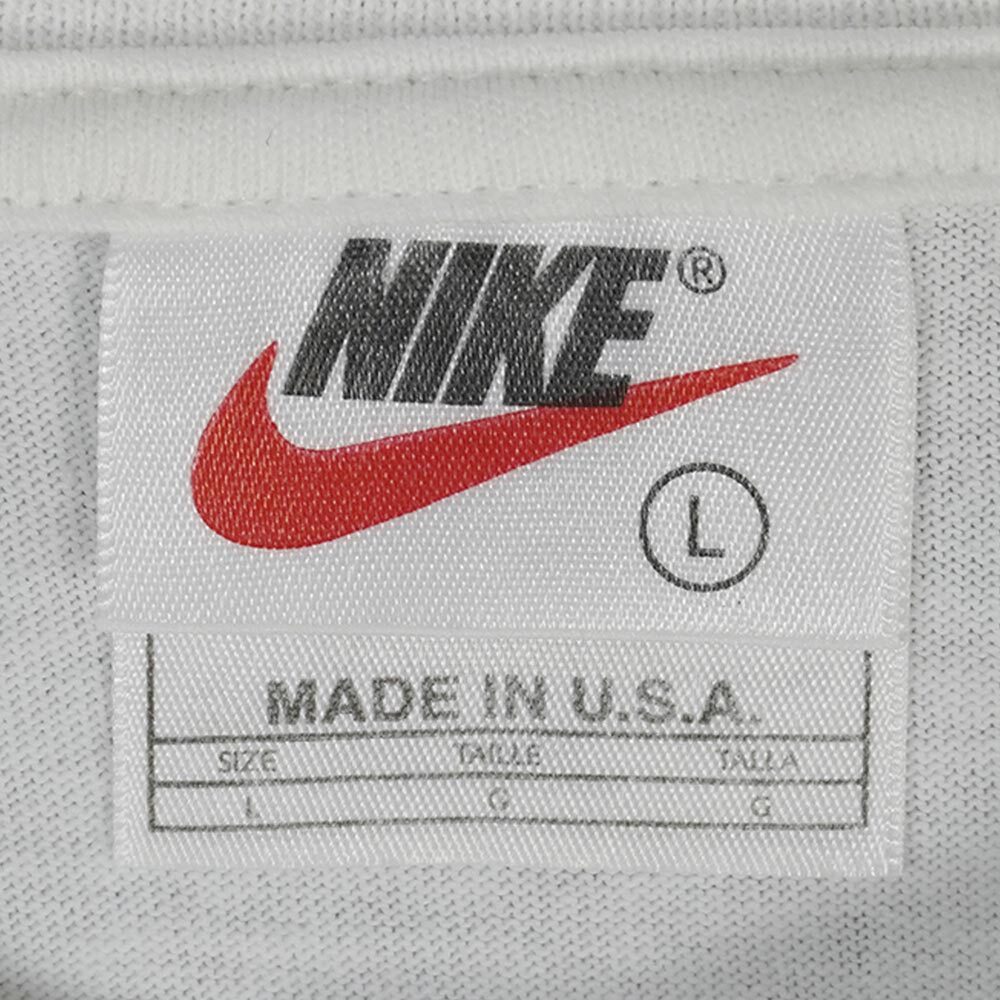 NIKE®
L
MADE IN U.S.A.
SIZE TAILLE TALLA
L G G